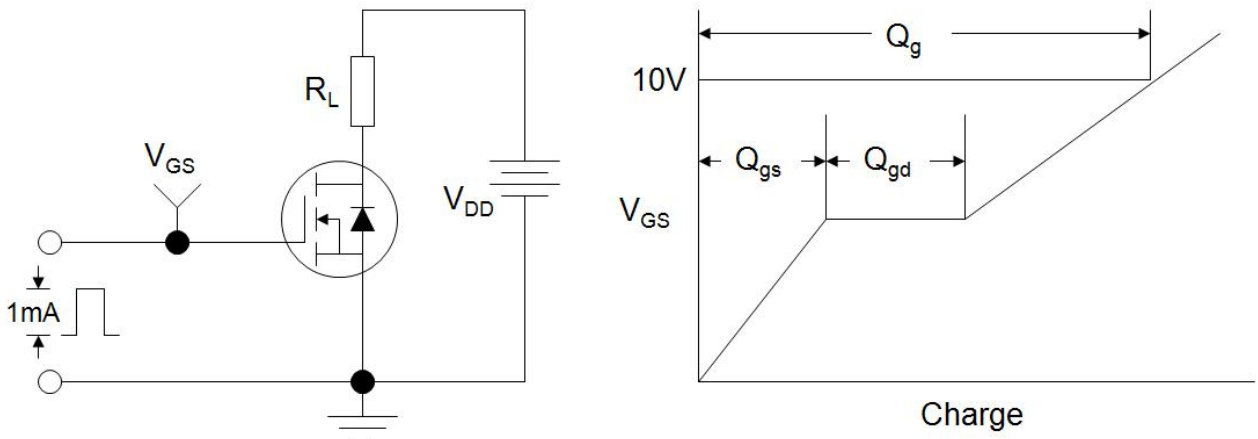 R_L
V_GS
V_DD
1mA
Q_g
10V
Q_gs
Q_gd
V_GS
Charge